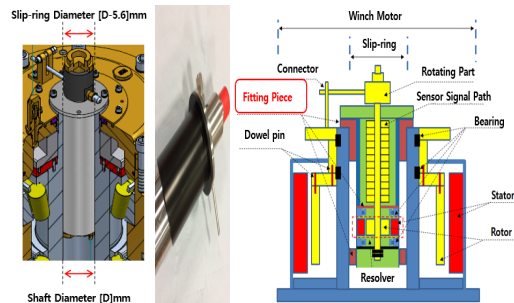 Slip-ring Diameter [D-5.6]mm
Shaft Diameter [D]mm
Winch Motor
Slip-ring
Connector
Rotating Part
Fitting Piece
Sensor Signal Path
Dowel pin
Bearing
Stator
Rotor
Resolver